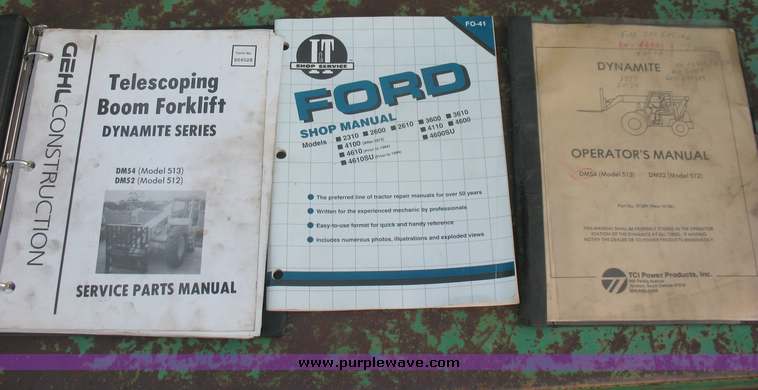 GEHL CONSTRUCTION
Form No.
Telescoping
Boom Forklift
DYNAMITE SERIES
DM54 (Model 513)
DM52 (Model 512)
SERVICE PARTS MANUAL
FO-41
IT
SHOP SERVICE
FORD
SHOP MANUAL
Models ■ 2310 ■ 2600 ■ 2610 ■ 3600 ■ 3610
■ 4100 ■ 4110 ■ 4600
■ 4610 ■ 4600SU
■ 4610SU
■ The preferred line of tractor repair manuals for over 50 years
■ Written for the experienced mechanic by professionals
■ Easy-to-use format for quick and handy reference
■ Includes numerous photos, illustrations and exploded views
DYNAMITE
OPERATOR'S MANUAL
DM54 (Model 513) DM52 (Model 512)
TCI Power Products, Inc.
www.purplewave.com